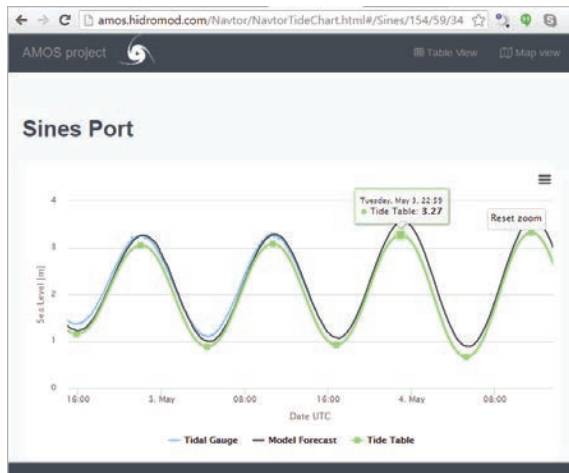 amos.hidromod.com/Navtor/NavtorTideChart.html#/Sines/154/59/34
AMOS project
Table View
Map view
Sines Port
Tuesday, May 3, 22:59
Tide Table: 3.27
Reset zoom
4
3
2
1
0
Sea Level [m]
16:00
3. May
08:00
16:00
4. May
08:00
Date UTC
Tidal Gauge
Model Forecast
Tide Table